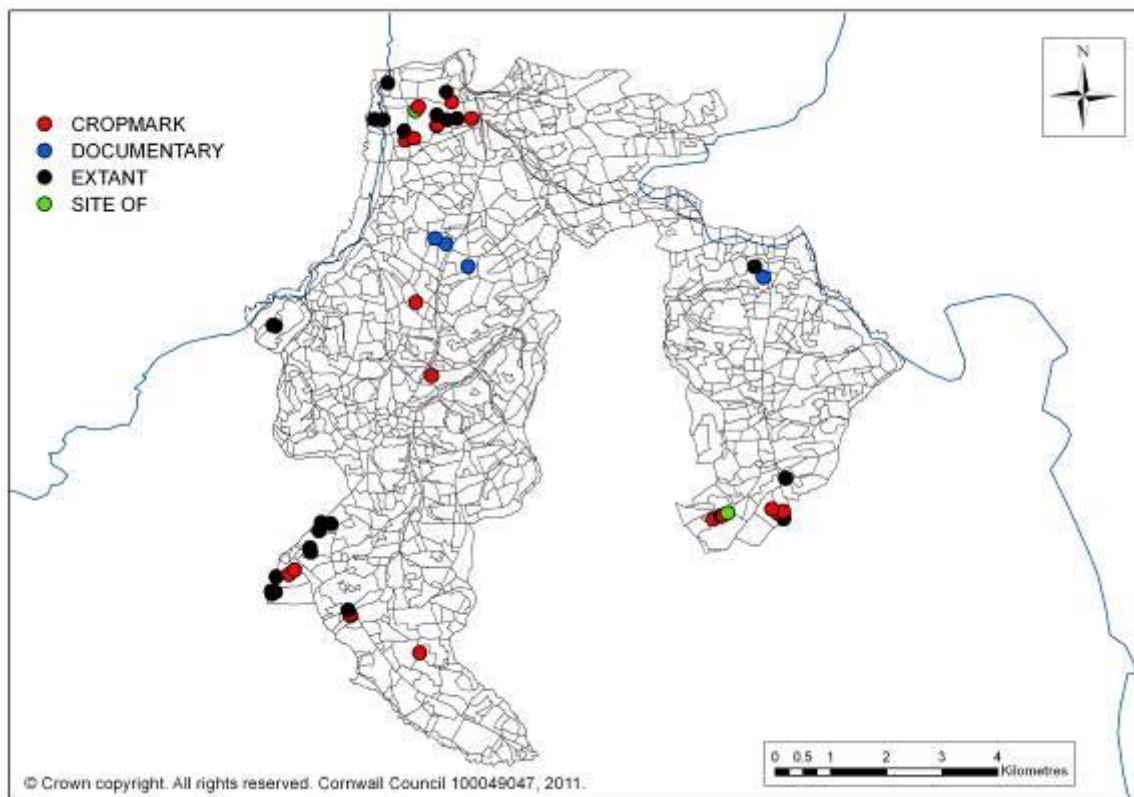 N
CROPMARK
DOCUMENTARY
EXTANT
SITE OF
0 0.5 1 2 3 4
Kilometres
© Crown copyright. All rights reserved. Cornwall Council 100049047, 2011.